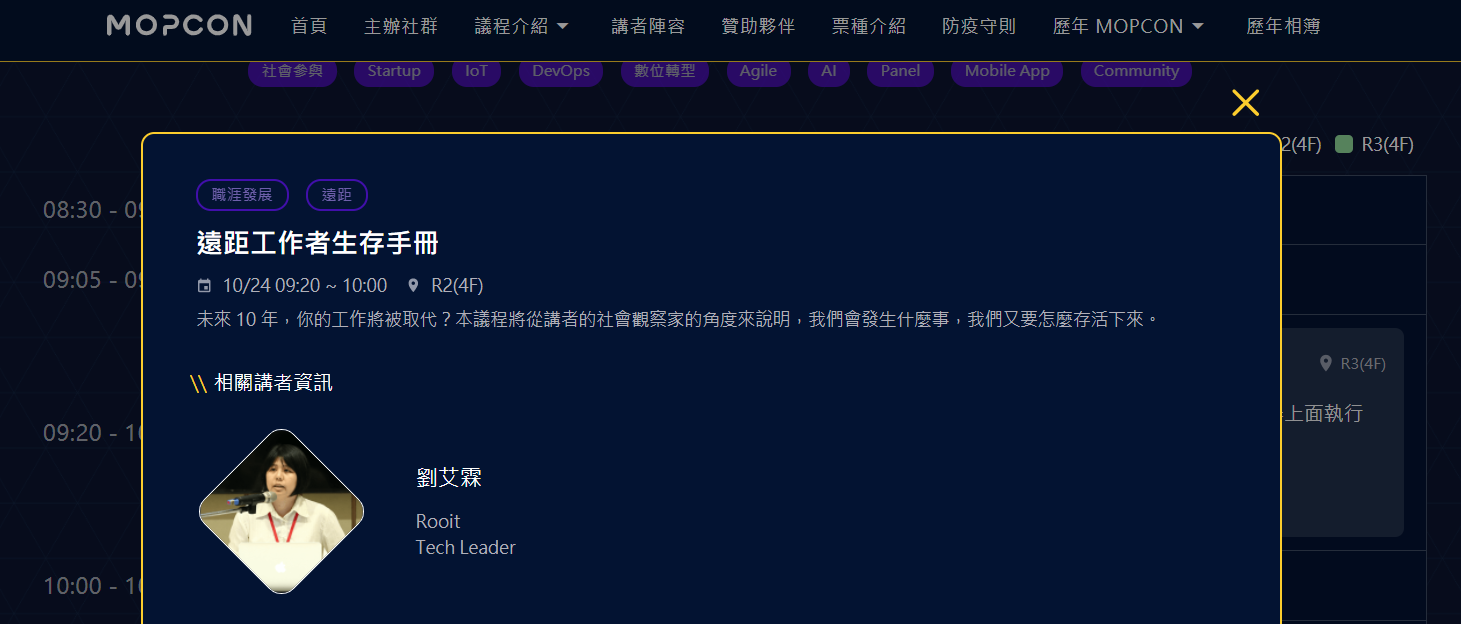 MOPCON 首頁 主辦社群 議程介紹 講者陣容 贊助夥伴 票種介紹 防疫守則 歷年 MOPCON 歷年相簿
社會參與 Startup IoT DevOps 數位轉型 Agile AI Panel Mobile App Community
2(4F) R3(4F)
職涯發展 遠距
08:30 - 09
遠距工作者生存手冊
09:05 - 09
10/24 09:20 ~ 10:00 R2(4F)
未來 10 年，你的工作將被取代？本議程將從講者的社會觀察家的角度來說明，我們會發生什麼事，我們又要怎麼存活下來。
R3(4F)
\\ 相關講者資訊
上面執行
09:20 - 10
劉艾霖
Rooit
Tech Leader
10:00 - 10